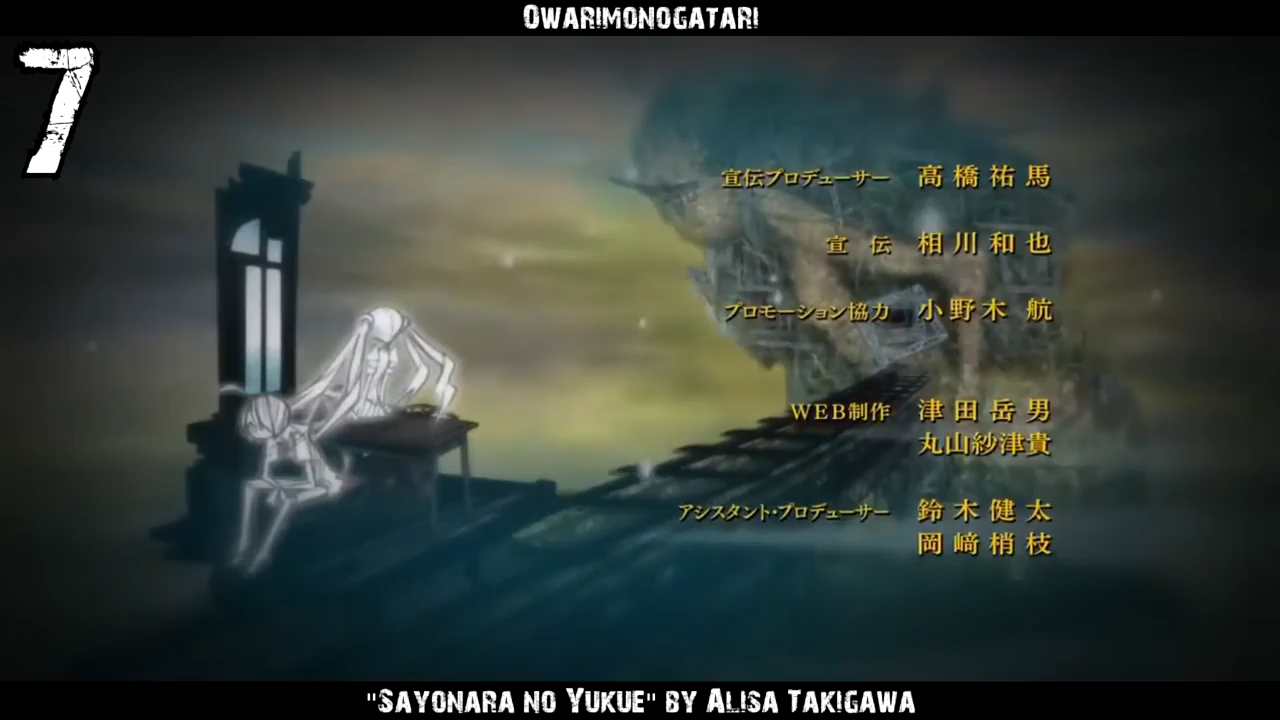 Owarimonogatari
7
宣伝プロデューサー 高橋祐馬
宣伝 相川和也
プロモーション協力 小野木 航
WEB制作 津田岳男
丸山紗津貴
アシスタント・プロデューサー 鈴木健太
岡﨑梢枝
"Sayonara no Yukue" by Alisa Takigawa